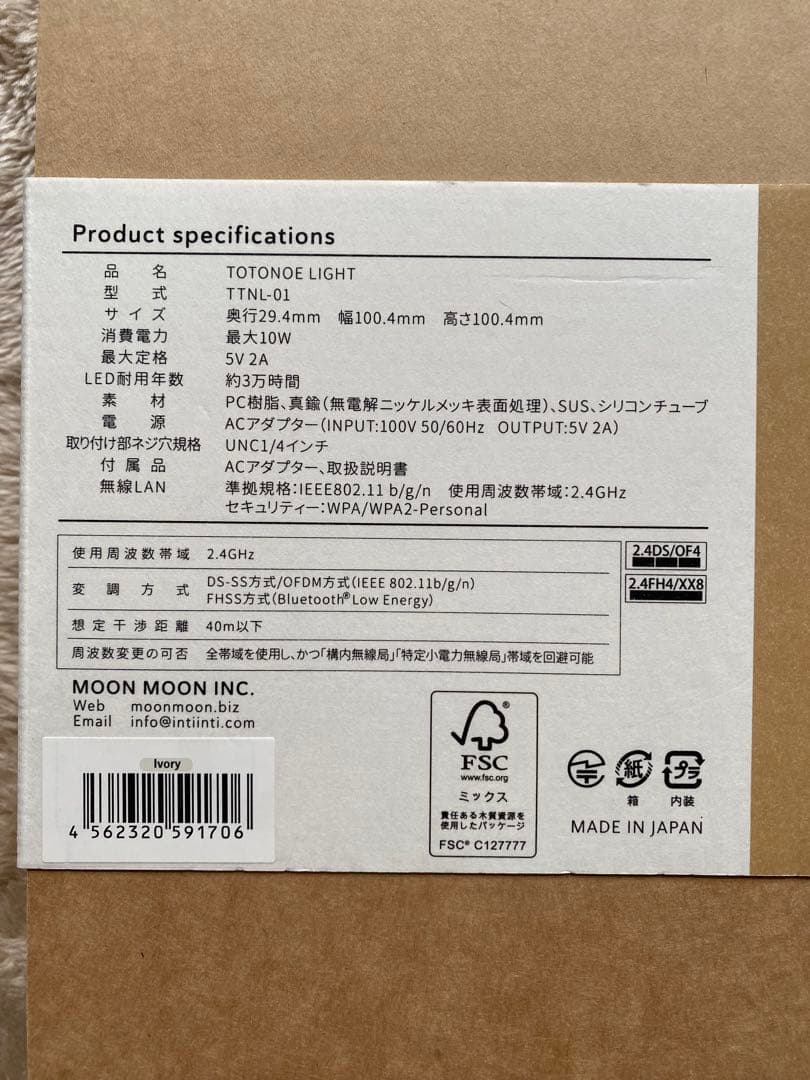 Product specifications
品名 TOTONOE LIGHT
型式 TTNL-01
サイズ 奥行29.4mm 幅100.4mm 高さ100.4mm
消費電力 最大10W
最大定格 5V 2A
LED耐用年数 約3万時間
素材 PC樹脂、真鍮(無電解ニッケルメッキ表面処理)、SUS、シリコンチューブ
電源 ACアダプター(INPUT:100V 50/60Hz OUTPUT:5V 2A)
取り付け部ネジ穴規格 UNC1/4インチ
付属品 ACアダプター、取扱説明書
無線LAN 準拠規格:IEEE802.11 b/g/n 使用周波数帯域:2.4GHz
セキュリティー:WPA/WPA2-Personal
使用周波数帯域 2.4GHz
変調方式 DS-SS方式/OFDM方式(IEEE 802.11b/g/n)
FHSS方式(Bluetooth®Low Energy)
想定干渉距離 40m以下
周波数変更の可否 全帯域を使用し、かつ「構内無線局」「特定小電力無線局」帯域を回避可能
2.4DS/OF4
2.4FH4/XX8
MOON MOON INC.
Web moonmoon.biz
Email info@intiinti.com
Ivory
4 562320 591706
®
FSC
www.fsc.org
ミックス
責任ある木質資源を
使用したパッケージ
FSC® C127777
紙
箱
プラ
内装
MADE IN JAPAN